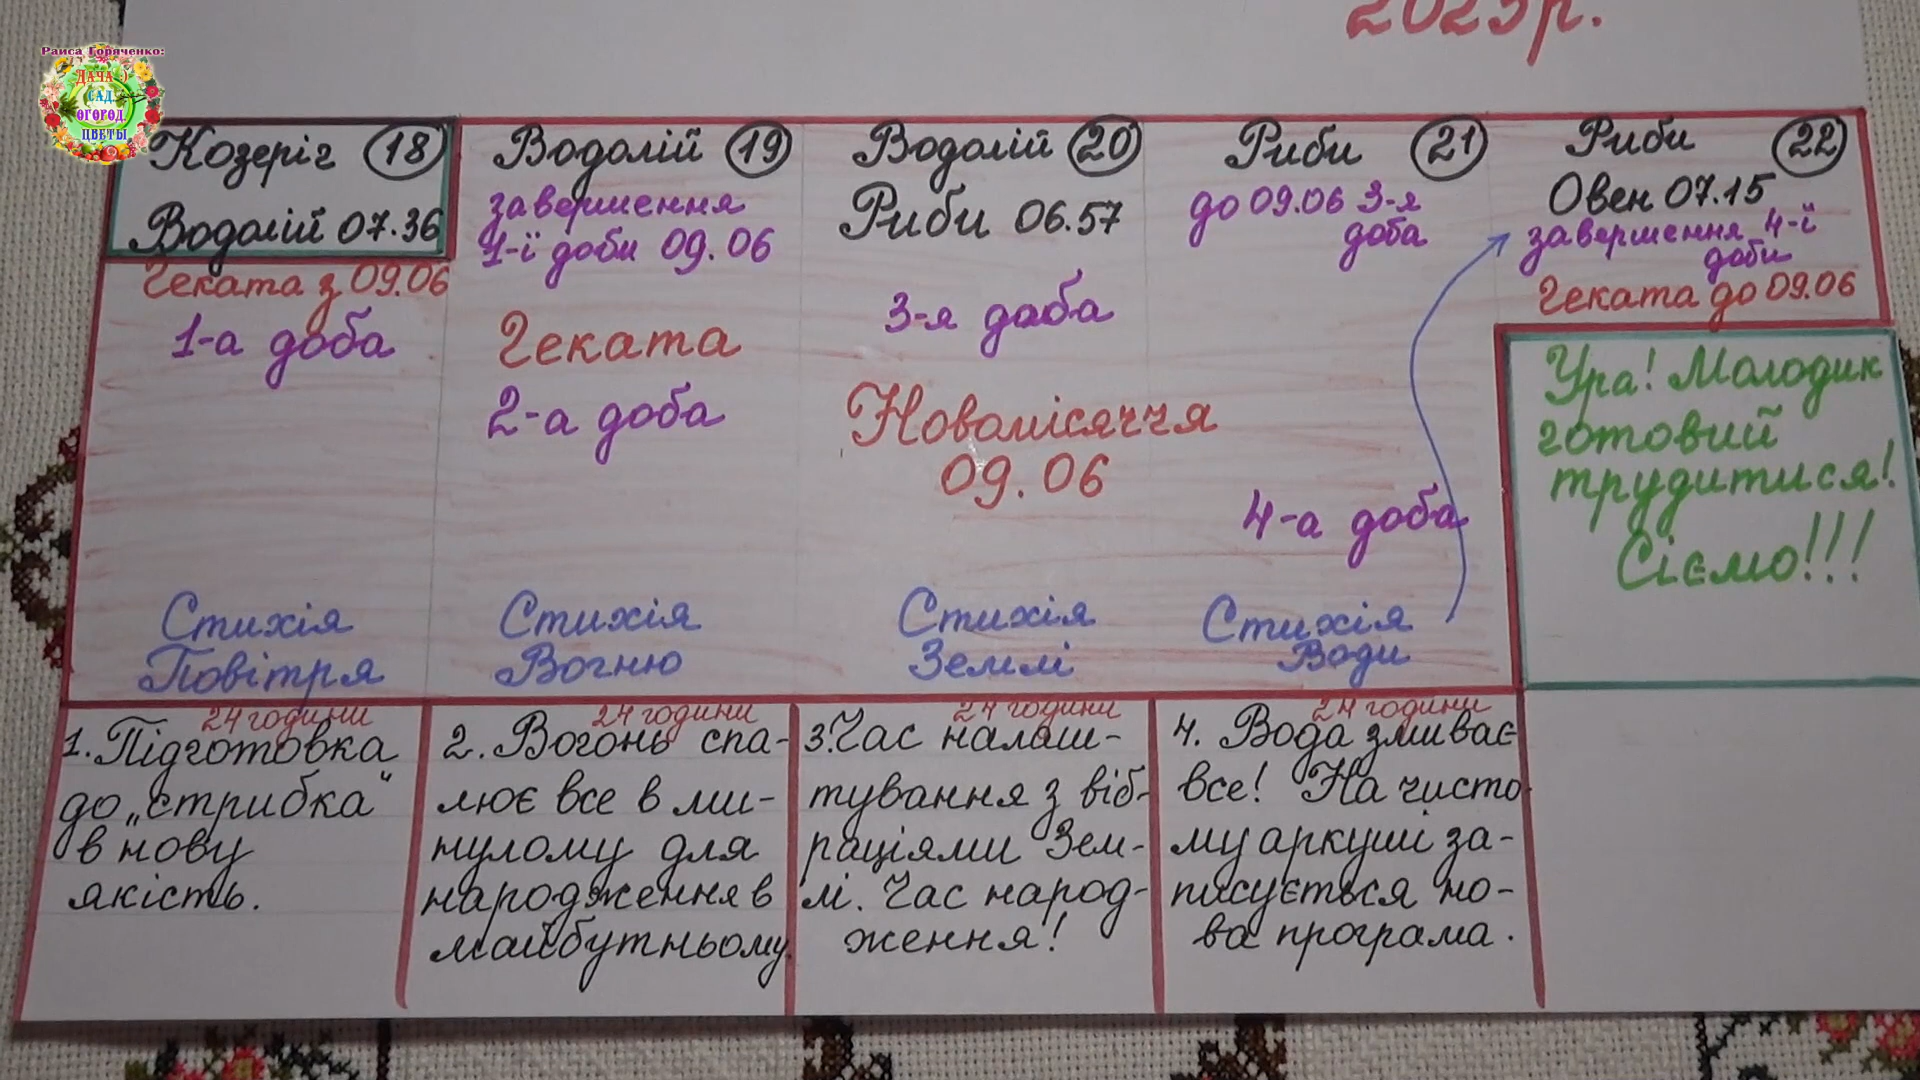 Раиса Горяченко:
ДАЧА
САД
ОГОРОД
ЦВЕТЫ
2023р.
Козеріг 18
Водолій 07.36
Геката з 09.06
1-а доба
Стихія
Повітря
Водолій 19
завершення
1-ї доби 09.06
Геката
2-а доба
Стихія
Вогню
Водолій 20
Риби 06.57
3-я доба
Новомісяччя
09.06
Стихія
Землі
Риби 21
до 09.06 3-я
доба
4-а доба
Стихія
Води
Риби 22
Овен 07.15
завершення 4-ї
доби
Геката до 09.06
Ура! Молодик
готовий
трудитися!
Сіємо!!!
24 години
1. Підготовка
до „стрибка“
в нову
якість.
24 години
2. Вогонь спа-
лює все в ми-
нулому для
народження в
майбутньому.
24 години
3. Час налаш-
тування з віб-
раціями Зем-
лі. Час народ-
ження!
24 години
4. Вода змиває
все! На чисто-
му аркуші за-
писується но-
ва програма.